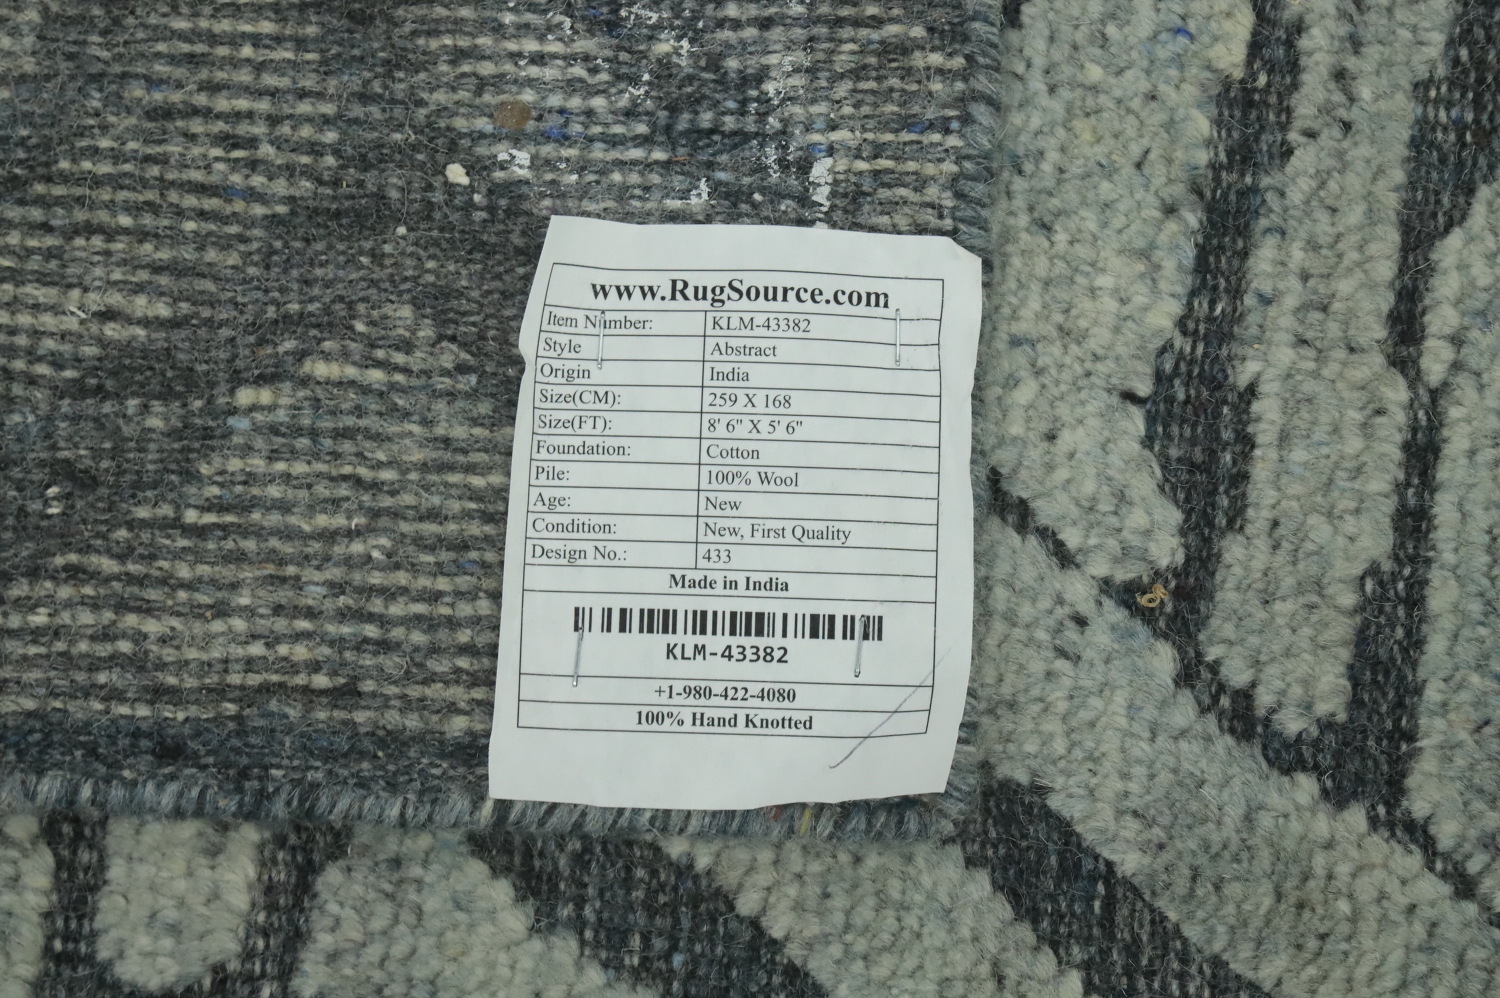 www.RugSource.com
Item Number: KLM-43382
Style Abstract
Origin India
Size(CM): 259 X 168
Size(FT): 8' 6" X 5' 6"
Foundation: Cotton
Pile: 100% Wool
Age: New
Condition: New, First Quality
Design No.: 433
Made in India
KLM-43382
+1-980-422-4080
100% Hand Knotted